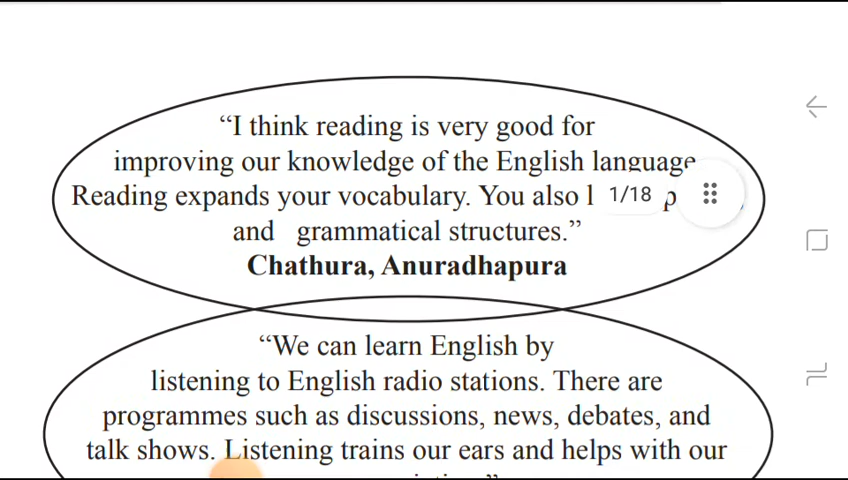 “I think reading is very good for
improving our knowledge of the English language
Reading expands your vocabulary. You also
1/18
and grammatical structures.”
Chathura, Anuradhapura
“We can learn English by
listening to English radio stations. There are
programmes such as discussions, news, debates, and
talk shows. Listening trains our ears and helps with our